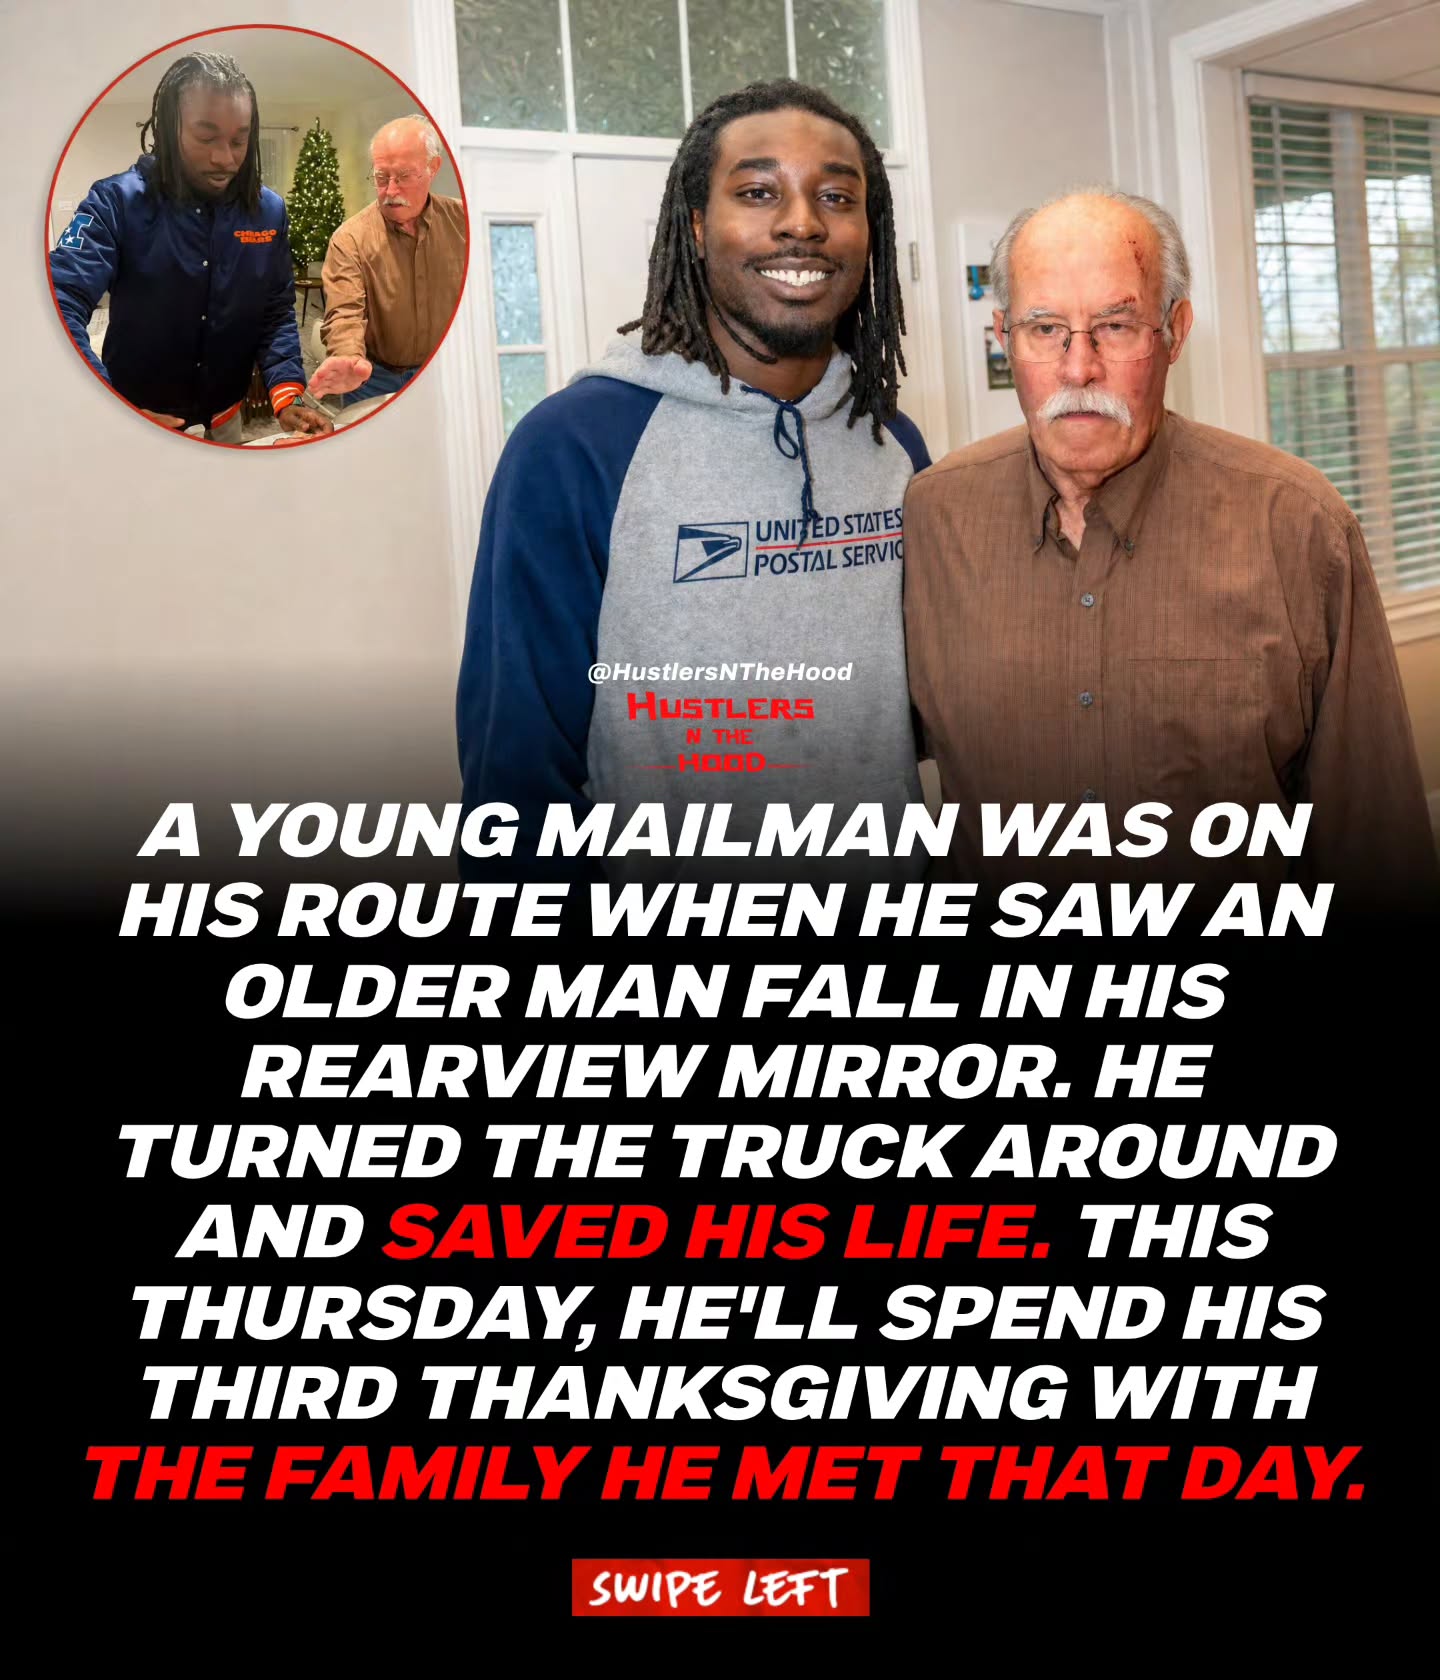 CHICAGO
BEARS
UNITED STATES
POSTAL SERVIC
@HustlersNTheHood
HUSTLERS
N THE
HOOD
A YOUNG MAILMAN WAS ON
HIS ROUTE WHEN HE SAW AN
OLDER MAN FALL IN HIS
REARVIEW MIRROR. HE
TURNED THE TRUCK AROUND
AND SAVED HIS LIFE. THIS
THURSDAY, HE'LL SPEND HIS
THIRD THANKSGIVING WITH
THE FAMILY HE MET THAT DAY.
SWIPE LEFT